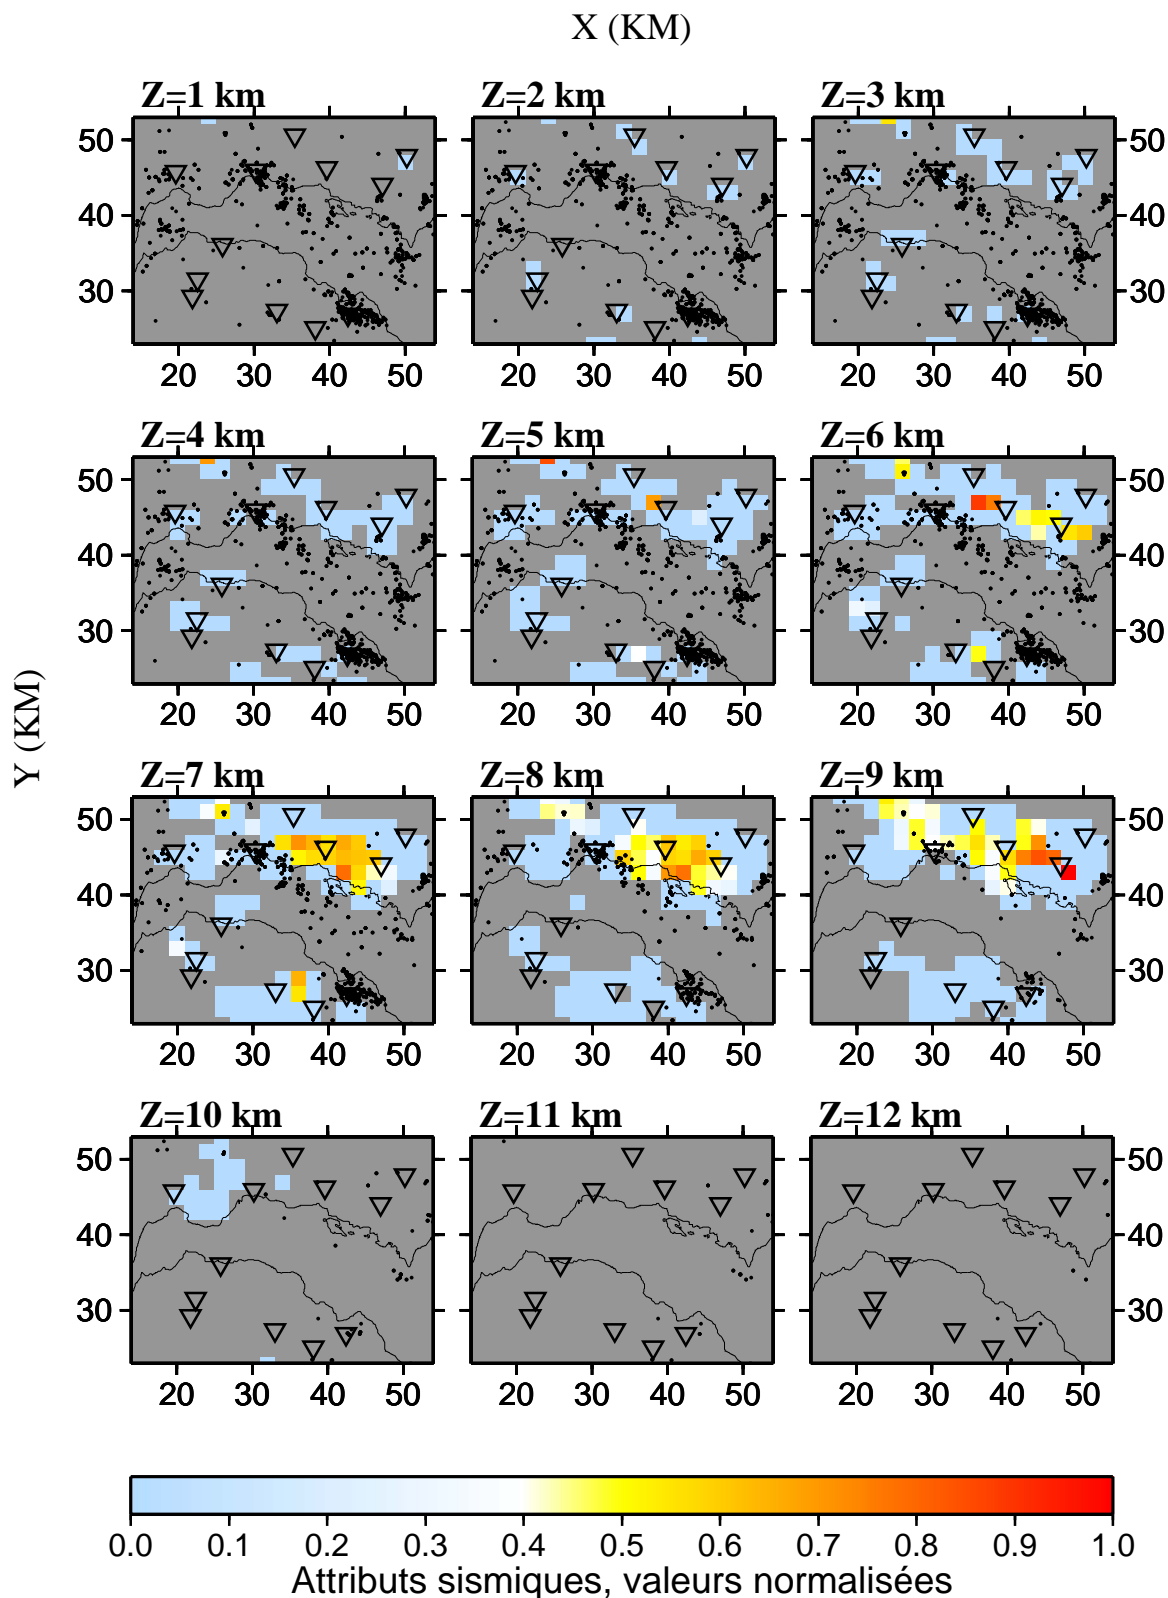 X (KM)
Z=1 km
Z=2 km
Z=3 km
50
40
30
50
40
30
20 30 40 50
20 30 40 50
20 30 40 50
Z=4 km
Z=5 km
Z=6 km
50
40
30
50
40
30
20 30 40 50
20 30 40 50
20 30 40 50
Y (KM)
Z=7 km
Z=8 km
Z=9 km
50
40
30
50
40
30
20 30 40 50
20 30 40 50
20 30 40 50
Z=10 km
Z=11 km
Z=12 km
50
40
30
50
40
30
20 30 40 50
20 30 40 50
20 30 40 50
0.0 0.1 0.2 0.3 0.4 0.5 0.6 0.7 0.8 0.9 1.0
Attributs sismiques, valeurs normalisées